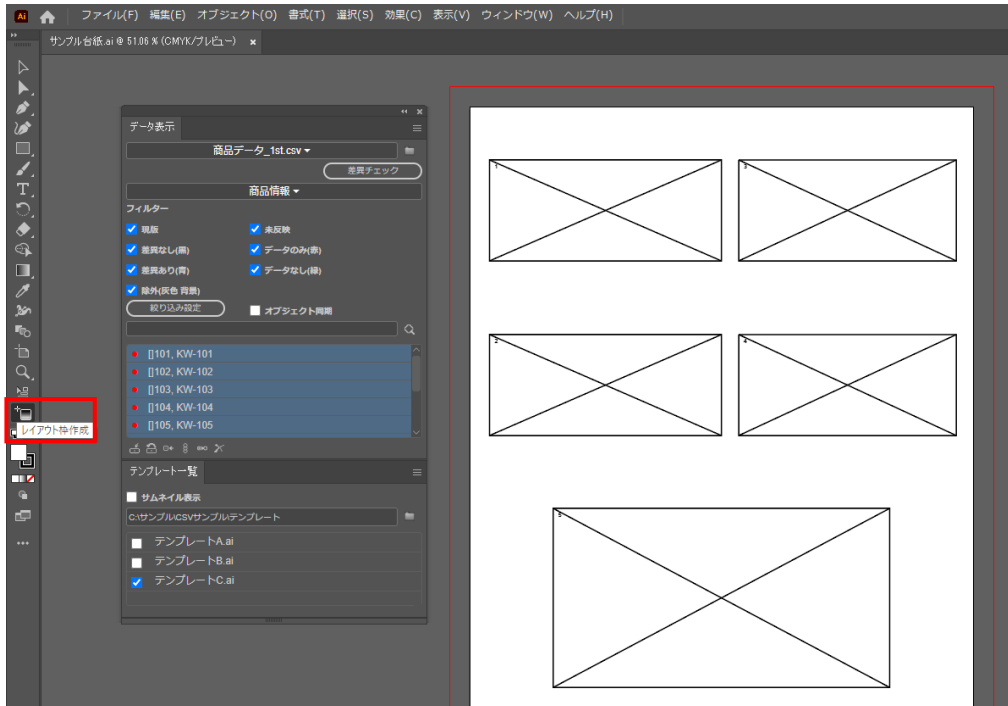 Ai ファイル(F) 編集(E) オブジェクト(O) 書式(T) 選択(S) 効果(C) 表示(V) ウィンドウ(W) ヘルプ(H)
サンプル台紙.ai @ 51.06 % (CMYK/プレビュー) ×
データ表示
商品データ_1st.csv
差異チェック
商品情報
フィルター
現版 未反映
差異なし(黒) データのみ(赤)
差異あり(青) データなし(緑)
除外(灰色 背景)
絞り込み設定 オブジェクト同期
[]101, KW-101
[]102, KW-102
[]103, KW-103
[]104, KW-104
[]105, KW-105
レイアウト枠作成
テンプレート一覧
サムネイル表示
C:\サンプル\CSVサンプル\テンプレート
テンプレートA.ai
テンプレートB.ai
テンプレートC.ai
1 3
2 4
5